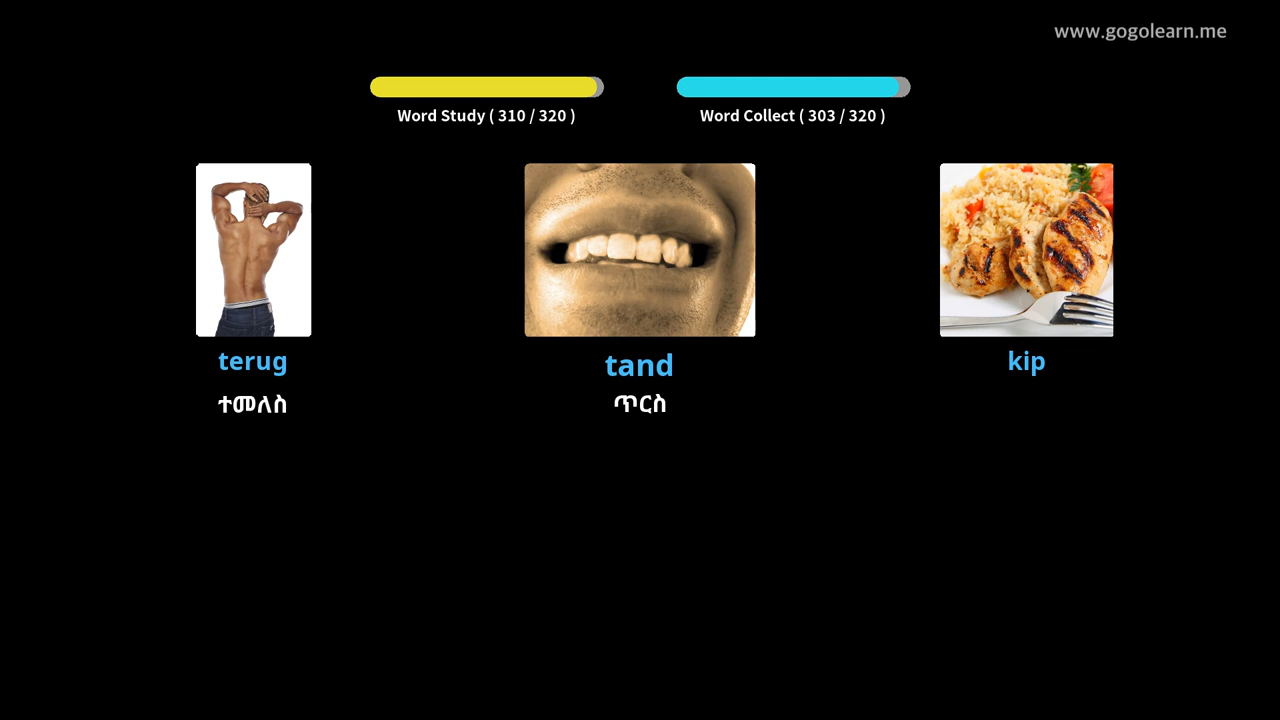 www.gogolearn.me
Word Study ( 310 / 320 )
Word Collect ( 303 / 320 )
terug
tand
kip
ተመለስ
ጥርስ